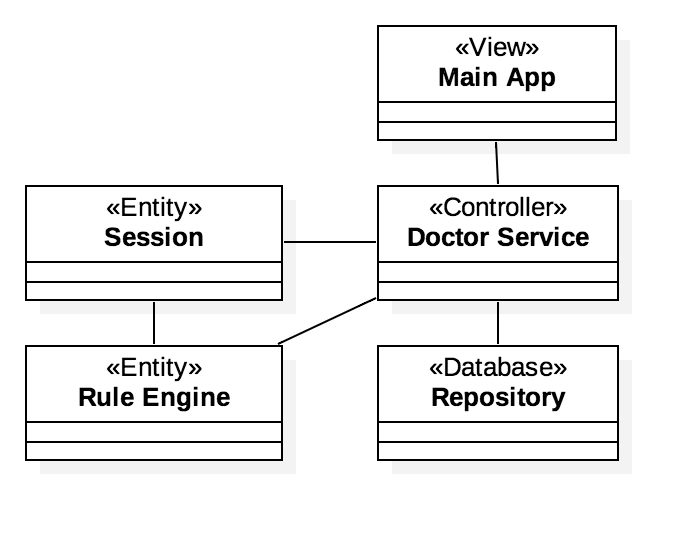 «View»
Main App
«Entity»
Session
«Controller»
Doctor Service
«Entity»
Rule Engine
«Database»
Repository